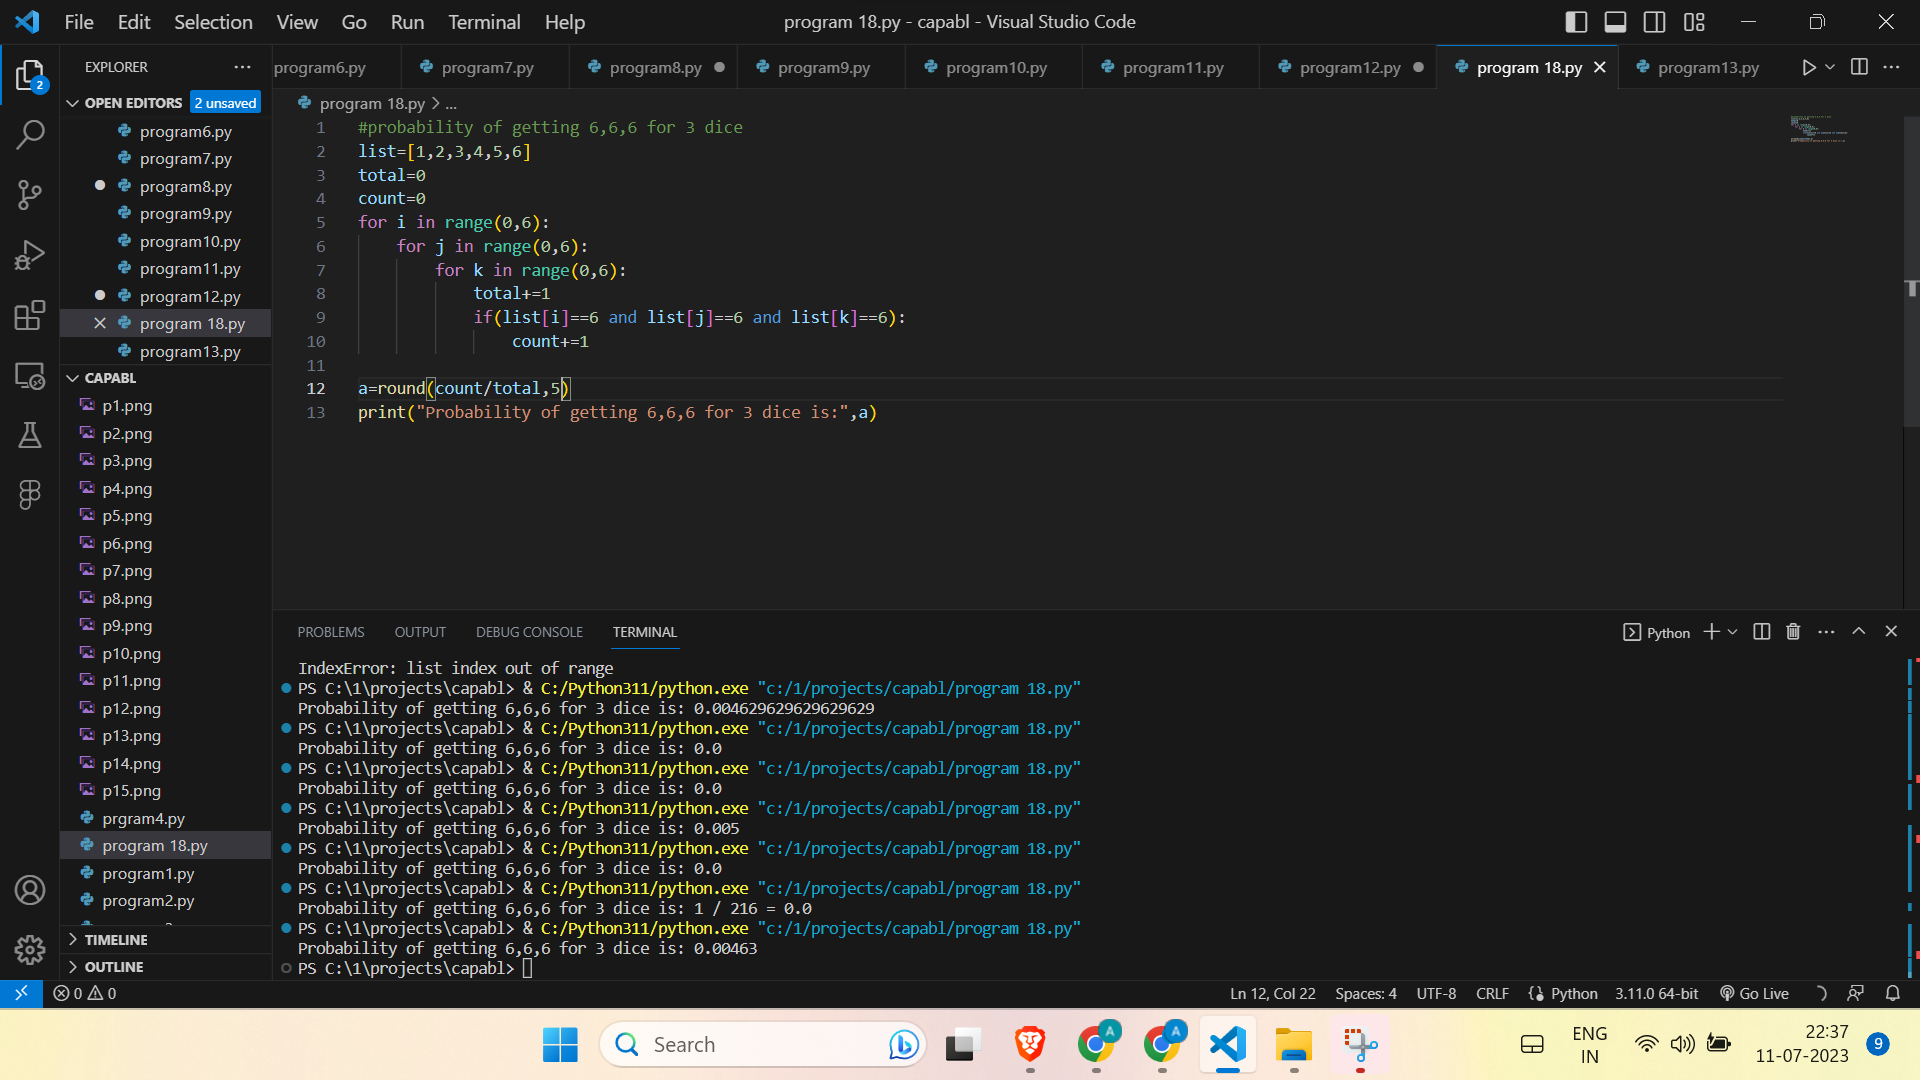 File Edit Selection View Go Run Terminal Help
program 18.py - capabl - Visual Studio Code
EXPLORER
program6.py
program7.py
program8.py
program9.py
program10.py
program11.py
program12.py
program 18.py
program13.py
OPEN EDITORS 2 unsaved
program6.py
program7.py
program8.py
program9.py
program10.py
program11.py
program12.py
program 18.py
program13.py
CAPABL
p1.png
p2.png
p3.png
p4.png
p5.png
p6.png
p7.png
p8.png
p9.png
p10.png
p11.png
p12.png
p13.png
p14.png
p15.png
prgram4.py
program 18.py
program1.py
program2.py
TIMELINE
OUTLINE
2
program 18.py > ...
1 #probability of getting 6,6,6 for 3 dice
2 list=[1,2,3,4,5,6]
3 total=0
4 count=0
5 for i in range(0,6):
6 for j in range(0,6):
7 for k in range(0,6):
8 total+=1
9 if(list[i]==6 and list[j]==6 and list[k]==6):
10 count+=1
11
12 a=round(count/total,5)
13 print("Probability of getting 6,6,6 for 3 dice is:",a)
PROBLEMS OUTPUT DEBUG CONSOLE TERMINAL
Python
IndexError: list index out of range
PS C:\1\projects\capabl> & C:/Python311/python.exe "c:/1/projects/capabl/program 18.py"
Probability of getting 6,6,6 for 3 dice is: 0.004629629629629629
PS C:\1\projects\capabl> & C:/Python311/python.exe "c:/1/projects/capabl/program 18.py"
Probability of getting 6,6,6 for 3 dice is: 0.0
PS C:\1\projects\capabl> & C:/Python311/python.exe "c:/1/projects/capabl/program 18.py"
Probability of getting 6,6,6 for 3 dice is: 0.0
PS C:\1\projects\capabl> & C:/Python311/python.exe "c:/1/projects/capabl/program 18.py"
Probability of getting 6,6,6 for 3 dice is: 0.005
PS C:\1\projects\capabl> & C:/Python311/python.exe "c:/1/projects/capabl/program 18.py"
Probability of getting 6,6,6 for 3 dice is: 0.0
PS C:\1\projects\capabl> & C:/Python311/python.exe "c:/1/projects/capabl/program 18.py"
Probability of getting 6,6,6 for 3 dice is: 1 / 216 = 0.0
PS C:\1\projects\capabl> & C:/Python311/python.exe "c:/1/projects/capabl/program 18.py"
Probability of getting 6,6,6 for 3 dice is: 0.00463
PS C:\1\projects\capabl>
0 0
Ln 12, Col 22 Spaces: 4 UTF-8 CRLF Python 3.11.0 64-bit Go Live
Search
A
A
ENG
IN
22:37
11-07-2023
9